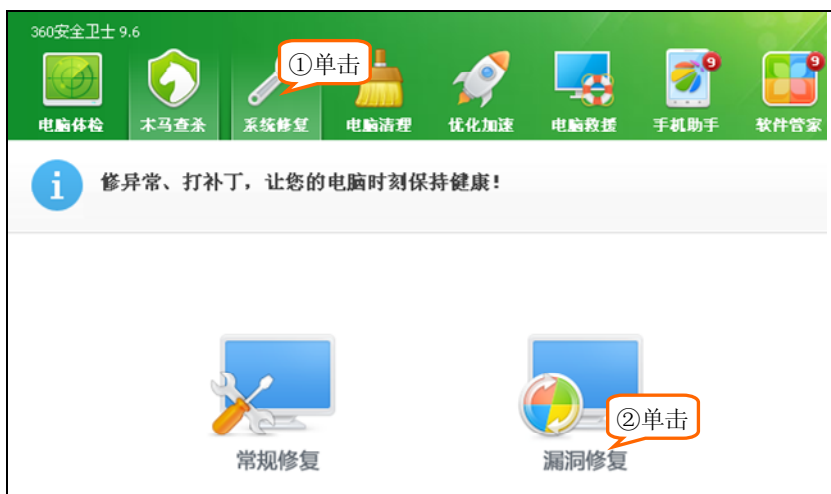 360安全卫士 9.6
①单击
9
9
电脑体检 木马查杀 系统修复 电脑清理 优化加速 电脑救援 手机助手 软件管家
i
修异常、打补丁，让您的电脑时刻保持健康！
②单击
常规修复 漏洞修复